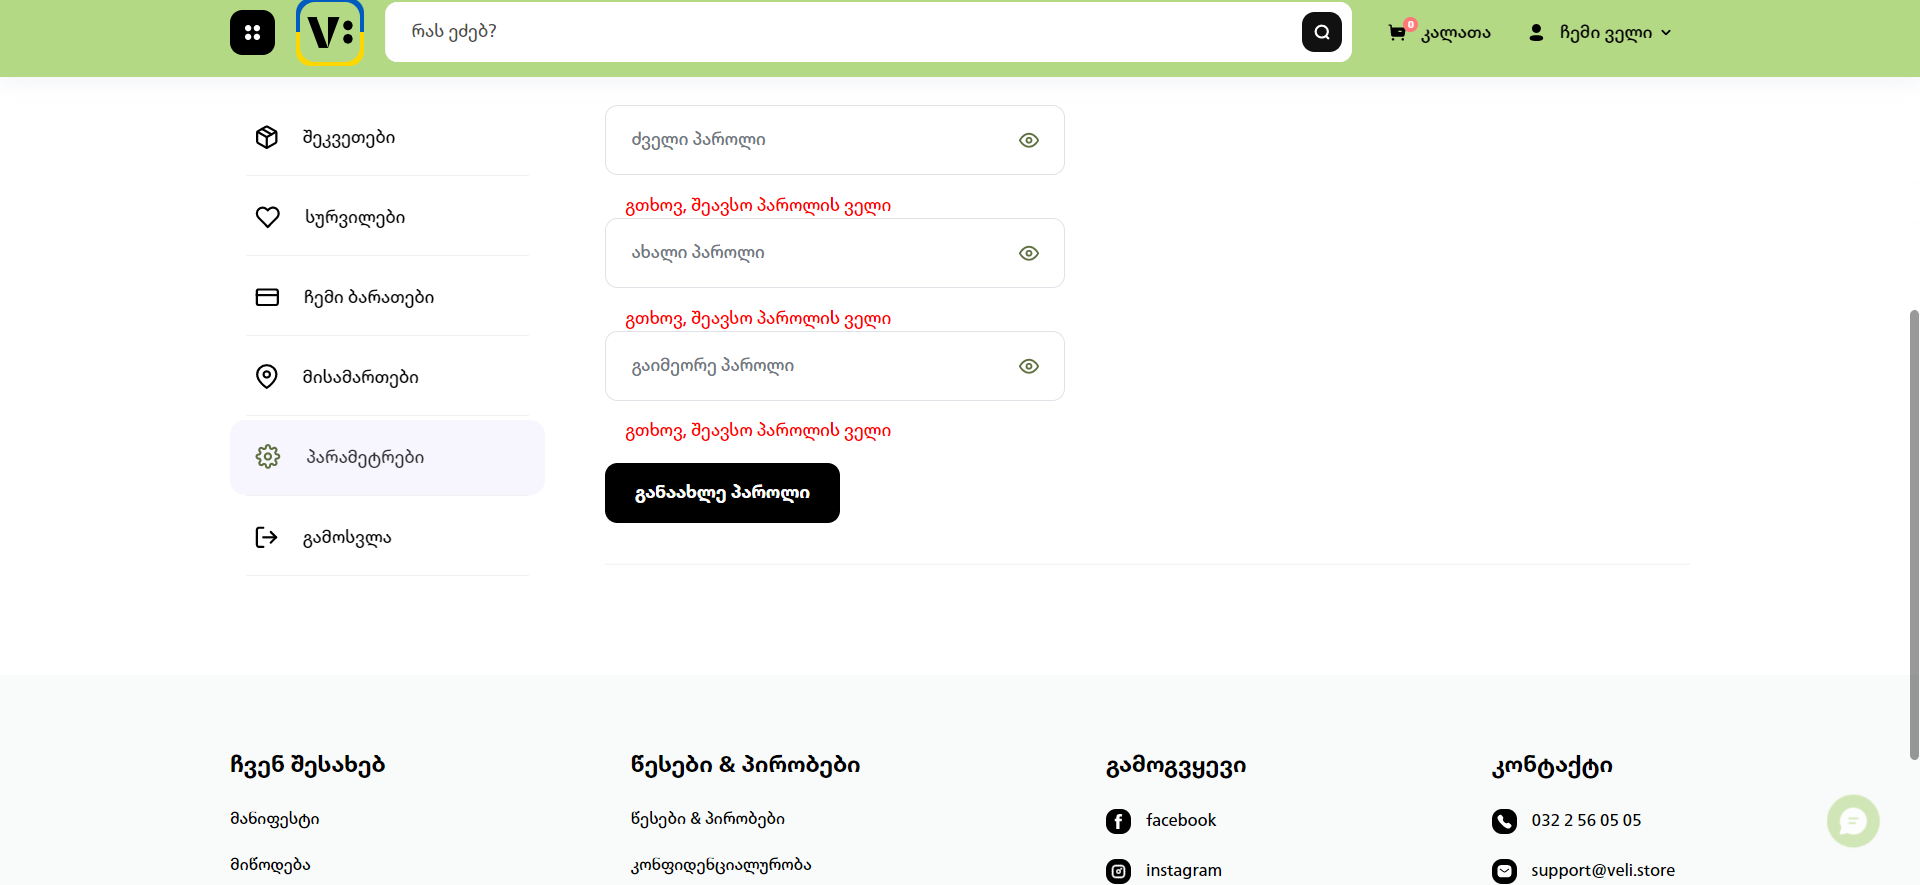 V:
რას ეძებ?
0
კალათა
ჩემი ველი
შეკვეთები
სურვილები
ჩემი ბარათები
მისამართები
პარამეტრები
გამოსვლა
ძველი პაროლი
გთხოვ, შეავსო პაროლის ველი
ახალი პაროლი
გთხოვ, შეავსო პაროლის ველი
გაიმეორე პაროლი
გთხოვ, შეავსო პაროლის ველი
განაახლე პაროლი
ჩვენ შესახებ
მანიფესტი
მიწოდება
წესები & პირობები
წესები & პირობები
კონფიდენციალურობა
გამოგვყევი
facebook
instagram
კონტაქტი
032 2 56 05 05
support@veli.store